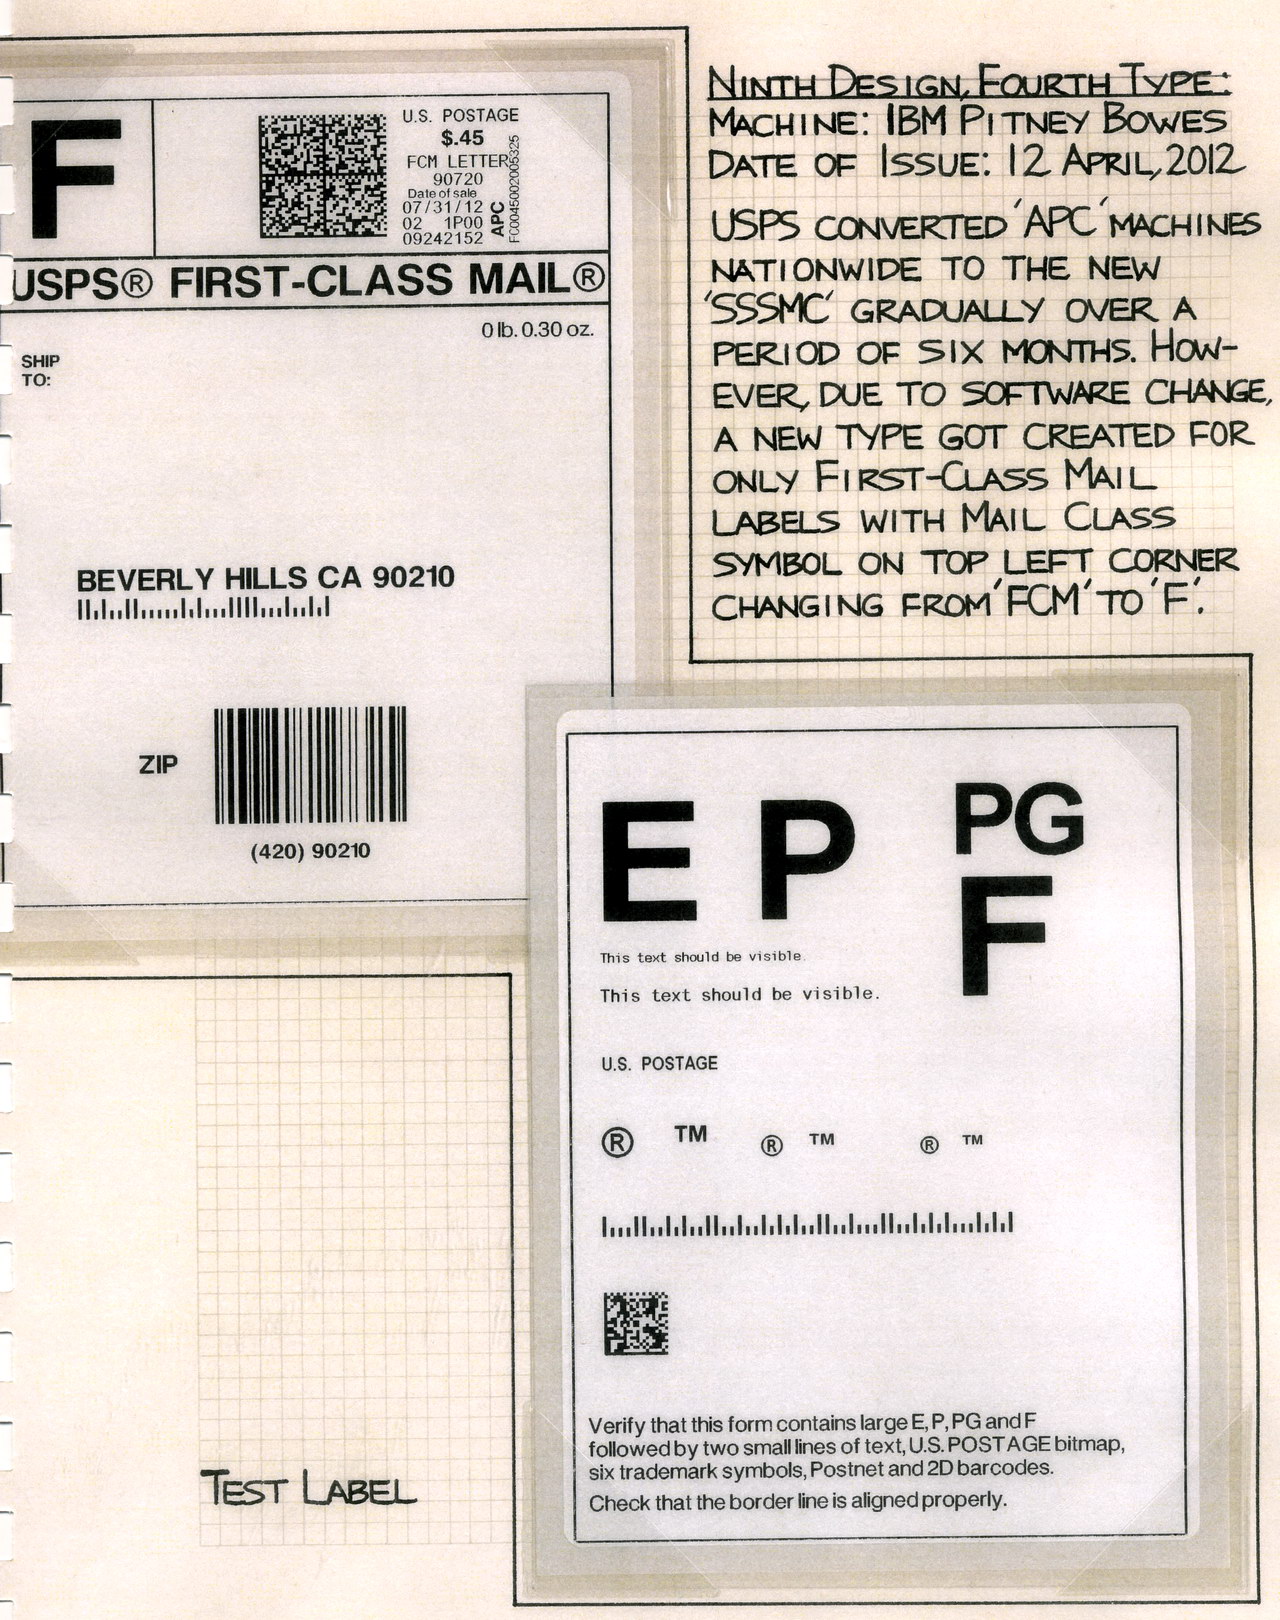 F
U.S. POSTAGE
$.45
FCM LETTER
90720
Date of sale
07/31/12
02 1P00
09242152
APC
FC004500200S325
USPS® FIRST-CLASS MAIL®
0 lb. 0.30 oz.
SHIP
TO:
BEVERLY HILLS CA 90210
ZIP
(420) 90210
NINTH DESIGN, FOURTH TYPE:
MACHINE: IBM PITNEY BOWES
DATE OF ISSUE: 12 APRIL, 2012
USPS CONVERTED 'APC' MACHINES
NATIONWIDE TO THE NEW
'SSSMC' GRADUALLY OVER A
PERIOD OF SIX MONTHS. HOW-
EVER, DUE TO SOFTWARE CHANGE,
A NEW TYPE GOT CREATED FOR
ONLY FIRST-CLASS MAIL
LABELS WITH MAIL CLASS
SYMBOL ON TOP LEFT CORNER
CHANGING FROM 'FCM' TO 'F'.
E P PG
F
This text should be visible.
This text should be visible.
U.S. POSTAGE
® TM ® TM ® TM
Verify that this form contains large E, P, PG and F
followed by two small lines of text, U.S. POSTAGE bitmap,
six trademark symbols, Postnet and 2D barcodes.
Check that the border line is aligned properly.
TEST LABEL